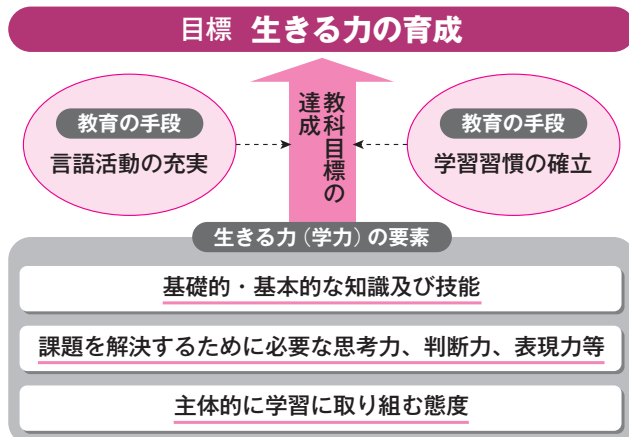 目標 生きる力の育成
教育の手段
言語活動の充実
教科目標の
達成
教育の手段
学習習慣の確立
生きる力（学力）の要素
基礎的・基本的な知識及び技能
課題を解決するために必要な思考力、判断力、表現力等
主体的に学習に取り組む態度